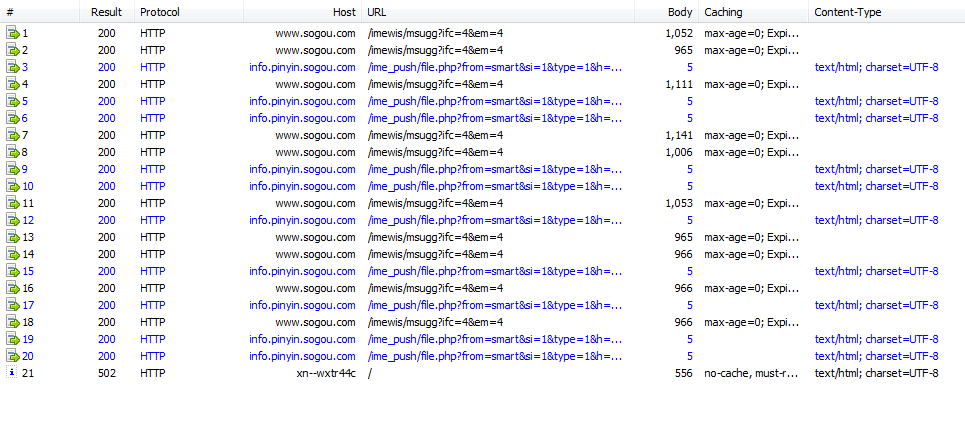 # Result Protocol Host URL Body Caching Content-Type
1 200 HTTP www.sogou.com /imewis/msugg?ifc=4&em=4 1,052 max-age=0; Expi...
2 200 HTTP www.sogou.com /imewis/msugg?ifc=4&em=4 965 max-age=0; Expi...
3 200 HTTP info.pinyin.sogou.com /ime_push/file.php?from=smart&si=1&type=1&h=... 5 text/html; charset=UTF-8
4 200 HTTP www.sogou.com /imewis/msugg?ifc=4&em=4 1,111 max-age=0; Expi...
5 200 HTTP info.pinyin.sogou.com /ime_push/file.php?from=smart&si=1&type=1&h=... 5 text/html; charset=UTF-8
6 200 HTTP info.pinyin.sogou.com /ime_push/file.php?from=smart&si=1&type=1&h=... 5 text/html; charset=UTF-8
7 200 HTTP www.sogou.com /imewis/msugg?ifc=4&em=4 1,141 max-age=0; Expi...
8 200 HTTP www.sogou.com /imewis/msugg?ifc=4&em=4 1,006 max-age=0; Expi...
9 200 HTTP info.pinyin.sogou.com /ime_push/file.php?from=smart&si=1&type=1&h=... 5 text/html; charset=UTF-8
10 200 HTTP info.pinyin.sogou.com /ime_push/file.php?from=smart&si=1&type=1&h=... 5 text/html; charset=UTF-8
11 200 HTTP www.sogou.com /imewis/msugg?ifc=4&em=4 1,053 max-age=0; Expi...
12 200 HTTP info.pinyin.sogou.com /ime_push/file.php?from=smart&si=1&type=1&h=... 5 text/html; charset=UTF-8
13 200 HTTP www.sogou.com /imewis/msugg?ifc=4&em=4 965 max-age=0; Expi...
14 200 HTTP www.sogou.com /imewis/msugg?ifc=4&em=4 966 max-age=0; Expi...
15 200 HTTP info.pinyin.sogou.com /ime_push/file.php?from=smart&si=1&type=1&h=... 5 text/html; charset=UTF-8
16 200 HTTP www.sogou.com /imewis/msugg?ifc=4&em=4 966 max-age=0; Expi...
17 200 HTTP info.pinyin.sogou.com /ime_push/file.php?from=smart&si=1&type=1&h=... 5 text/html; charset=UTF-8
18 200 HTTP www.sogou.com /imewis/msugg?ifc=4&em=4 966 max-age=0; Expi...
19 200 HTTP info.pinyin.sogou.com /ime_push/file.php?from=smart&si=1&type=1&h=... 5 text/html; charset=UTF-8
20 200 HTTP info.pinyin.sogou.com /ime_push/file.php?from=smart&si=1&type=1&h=... 5 text/html; charset=UTF-8
21 502 HTTP xn--wxtr44c / 556 no-cache, must-r... text/html; charset=UTF-8